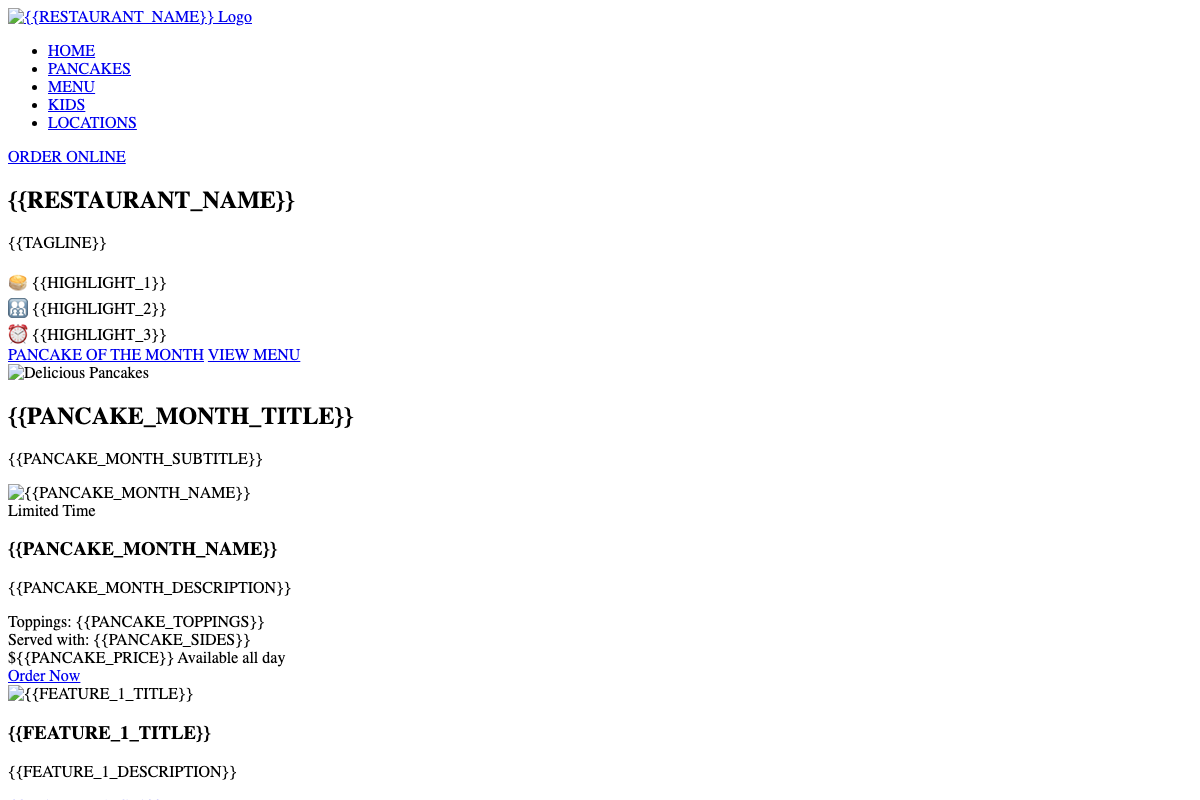 {{RESTAURANT_NAME}} Logo
HOME
PANCAKES
MENU
KIDS
LOCATIONS
ORDER ONLINE
{{RESTAURANT_NAME}}
{{TAGLINE}}
{{HIGHLIGHT_1}}
{{HIGHLIGHT_2}}
{{HIGHLIGHT_3}}
PANCAKE OF THE MONTH VIEW MENU
Delicious Pancakes
{{PANCAKE_MONTH_TITLE}}
{{PANCAKE_MONTH_SUBTITLE}}
{{PANCAKE_MONTH_NAME}}
Limited Time
{{PANCAKE_MONTH_NAME}}
{{PANCAKE_MONTH_DESCRIPTION}}
Toppings: {{PANCAKE_TOPPINGS}}
Served with: {{PANCAKE_SIDES}}
${{PANCAKE_PRICE}} Available all day
Order Now
{{FEATURE_1_TITLE}}
{{FEATURE_1_TITLE}}
{{FEATURE_1_DESCRIPTION}}